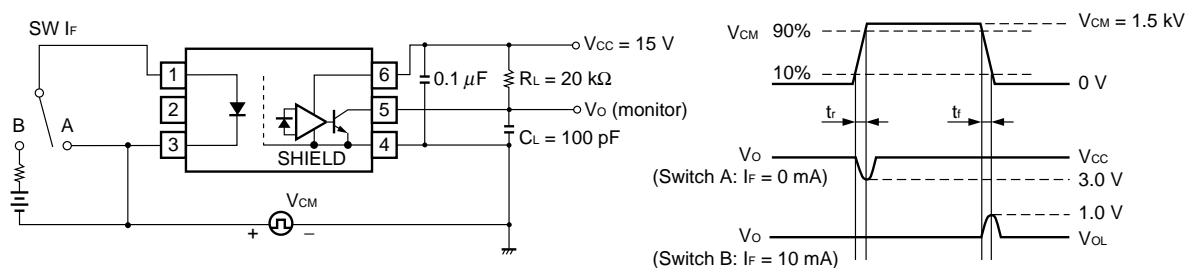 SW IF
B
A
1
2
3
6
5
4
SHIELD
0.1 μF
VCC = 15 V
RL = 20 kΩ
VO (monitor)
CL = 100 pF
VCM
+
−
VCM 90%
10%
VCM = 1.5 kV
0 V
tr
tf
VO
(Switch A: IF = 0 mA)
VCC
3.0 V
1.0 V
VO
(Switch B: IF = 10 mA)
VOL